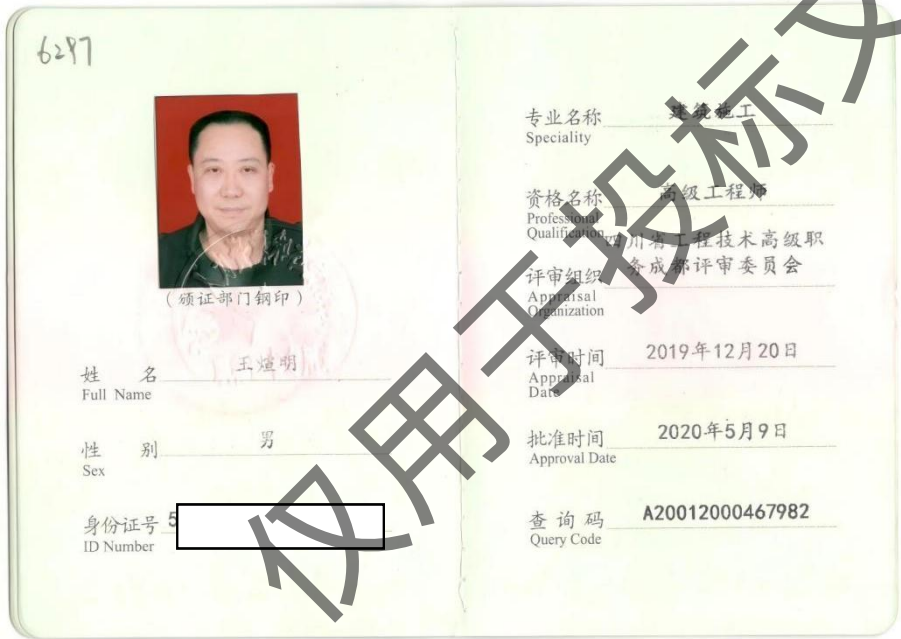 6297
(颁证部门钢印)
姓 名 王煊明
Full Name
性 别 男
Sex
身份证号 5
ID Number
专业名称 建筑施工
Speciality
资格名称 高级工程师
Professional
Qualification
四川省工程技术高级职
评审组织 务成都评审委员会
Appraisal
Organization
评审时间 2019年12月20日
Appraisal
Data
批准时间 2020年5月9日
Approval Date
查询码 A20012000467982
Query Code
仅用于投标文